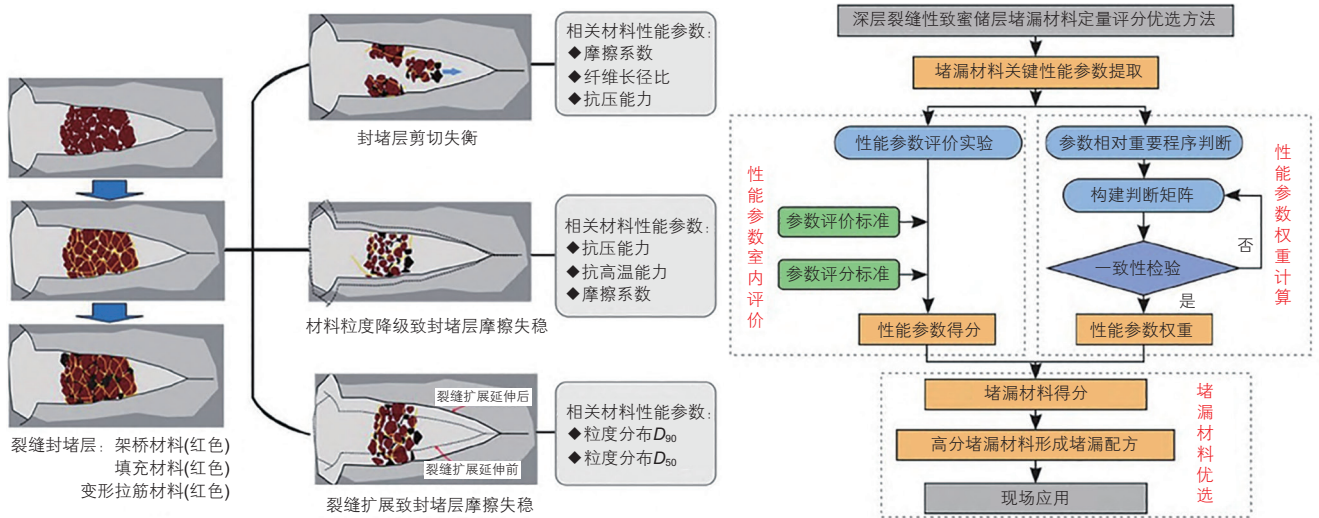 相关材料性能参数：
◆摩擦系数
◆纤维长径比
◆抗压能力
封堵层剪切失衡
相关材料性能参数：
◆抗压能力
◆抗高温能力
◆摩擦系数
材料粒度降级致封堵层摩擦失稳
裂缝扩展延伸后
裂缝扩展延伸前
相关材料性能参数：
◆粒度分布D90
◆粒度分布D50
裂缝扩展致封堵层摩擦失稳
裂缝封堵层：架桥材料(红色)
填充材料(红色)
变形拉筋材料(红色)
深层裂缝性致蜜储层堵漏材料定量评分优选方法
堵漏材料关键性能参数提取
性能参数室内评价
性能参数评价实验
参数评价标准
参数评分标准
性能参数得分
参数相对重要程序判断
构建判断矩阵
否
一致性检验
是
性能参数权重
性能参数权重计算
堵漏材料得分
高分堵漏材料形成堵漏配方
现场应用
堵漏材料优选